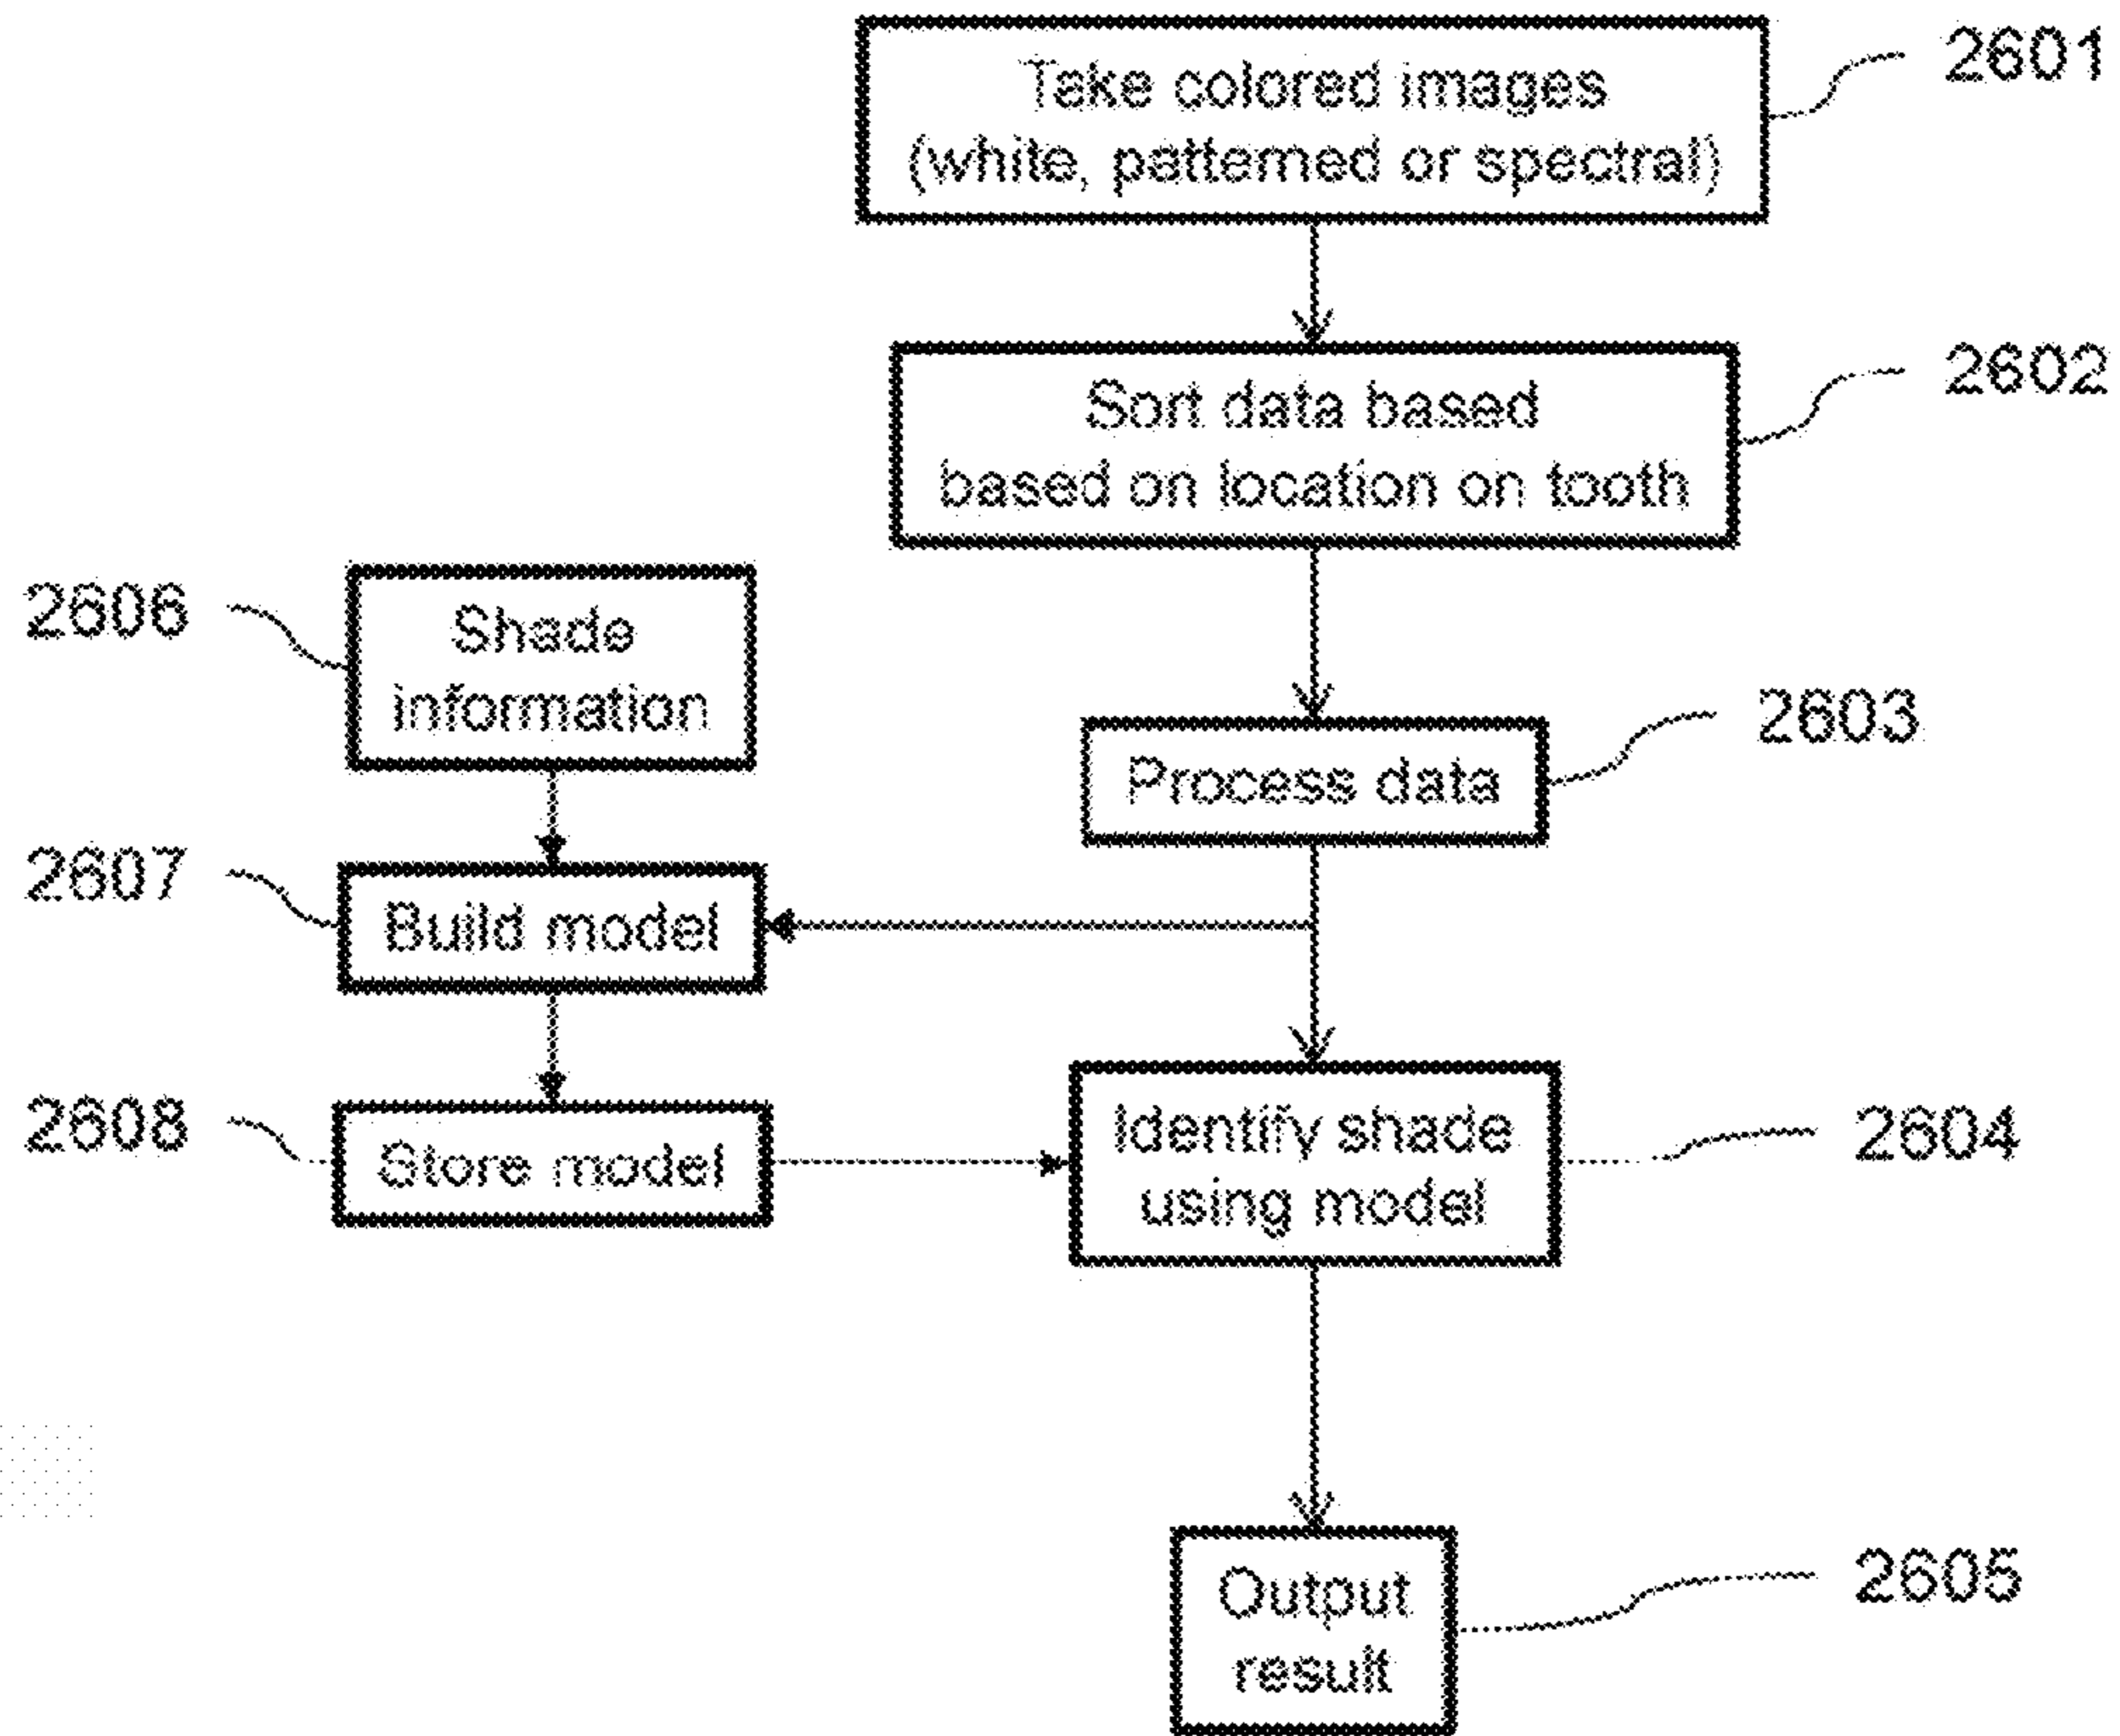 Take colored images
(white, patterned or spectral)
2601
Sort data based
based on location on tooth
2602
2606
Shade
information
Process data
2603
2607
Build model
2608
Store model
Identify shade
using model
2604
Output
result
2605